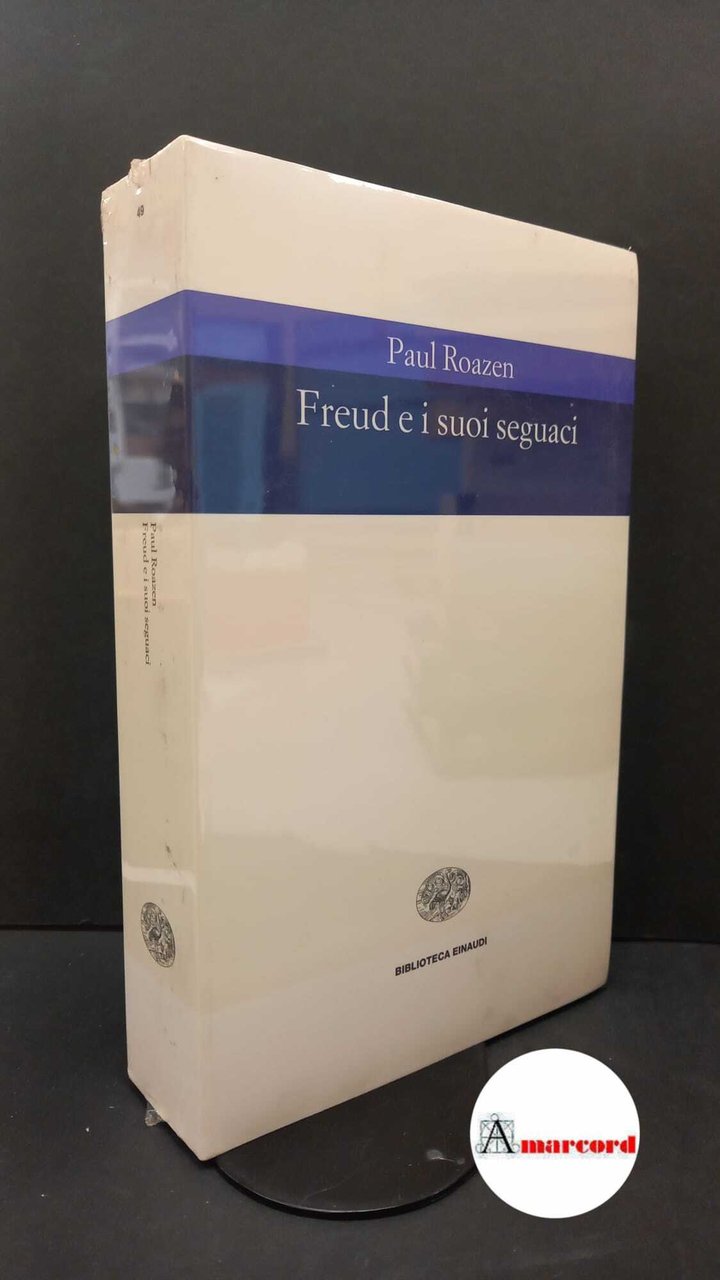 49
Paul Roazen
Freud e i suoi seguaci
Paul Roazen
Freud e i suoi seguaci
BIBLIOTECA EINAUDI
Amarcord